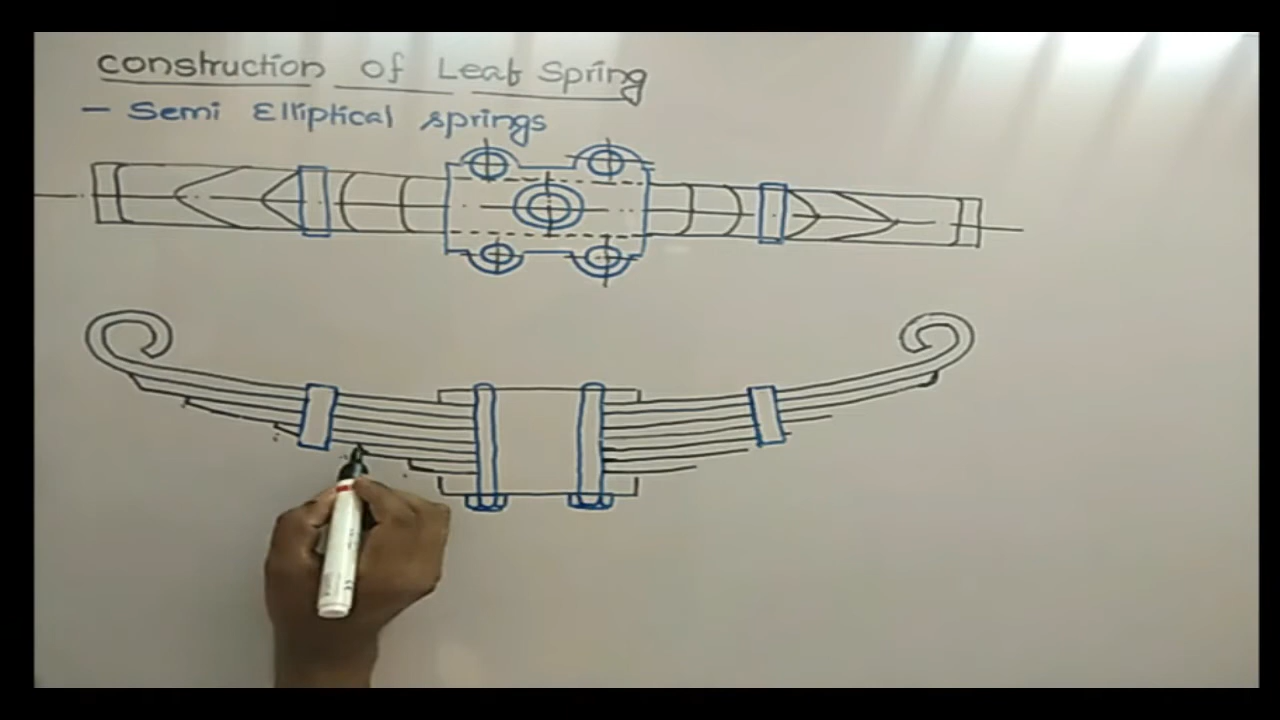 construction of Leaf Spring
- Semi Elliptical springs